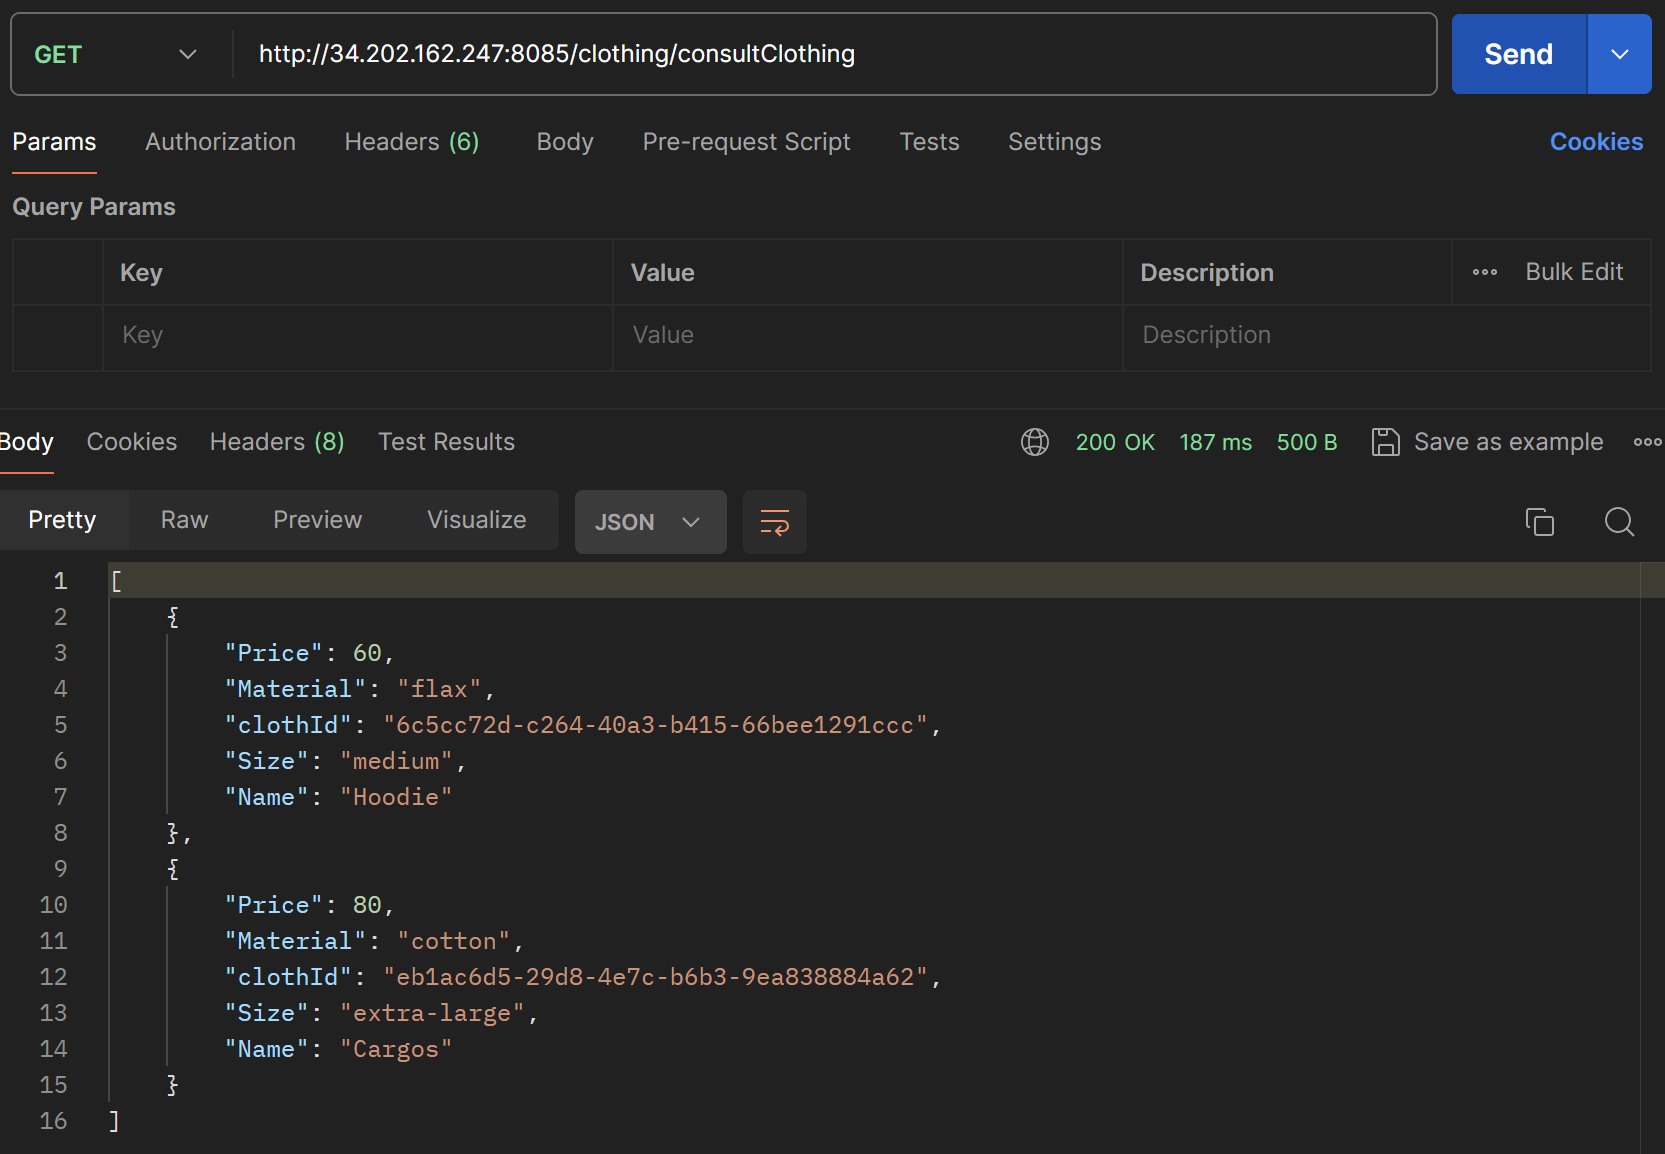 GET http://34.202.162.247:8085/clothing/consultClothing Send
Params Authorization Headers (6) Body Pre-request Script Tests Settings Cookies
Query Params
Key Value Description Bulk Edit
Key Value Description
Body Cookies Headers (8) Test Results 200 OK 187 ms 500 B Save as example
Pretty Raw Preview Visualize JSON
1 [
2 {
3 "Price": 60,
4 "Material": "flax",
5 "clothId": "6c5cc72d-c264-40a3-b415-66bee1291ccc",
6 "Size": "medium",
7 "Name": "Hoodie"
8 },
9 {
10 "Price": 80,
11 "Material": "cotton",
12 "clothId": "eb1ac6d5-29d8-4e7c-b6b3-9ea838884a62",
13 "Size": "extra-large",
14 "Name": "Cargos"
15 }
16 ]